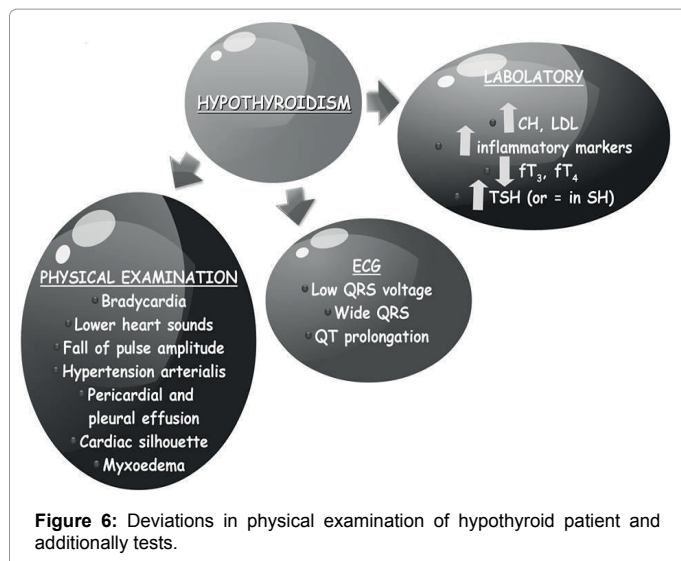 HYPOTHYROIDISM
LABOLATORY
CH, LDL
inflammatory markers
fT₃, fT₄
TSH (or = in SH)
PHYSICAL EXAMINATION
Bradycardia
Lower heart sounds
Fall of pulse amplitude
Hypertension arterialis
Pericardial and
pleural effusion
Cardiac silhouette
Myxoedema
ECG
Low QRS voltage
Wide QRS
QT prolongation
Figure 6: Deviations in physical examination of hypothyroid patient and
additionally tests.